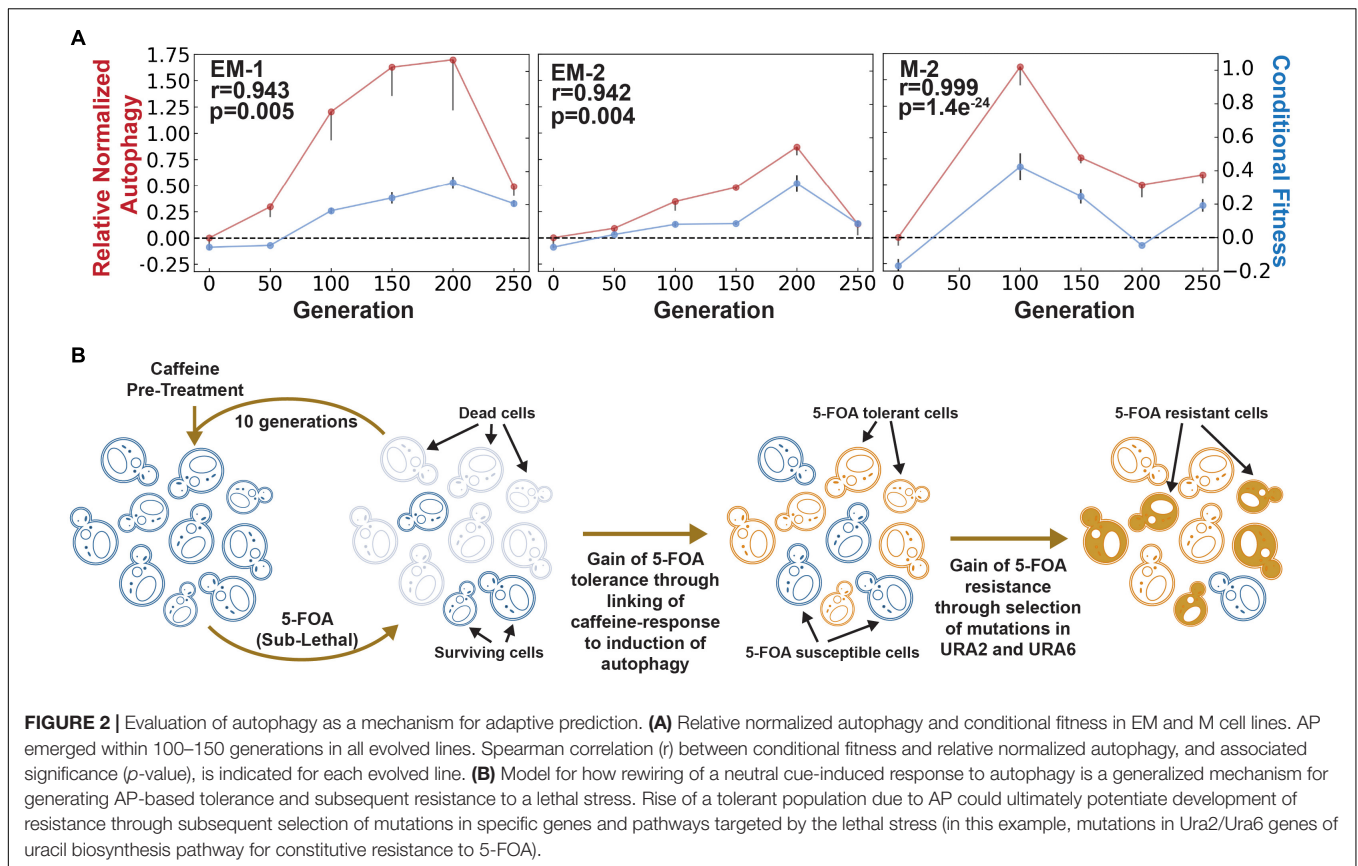 A
Relative Normalized
Autophagy
1.75
1.50
1.25
1.00
0.75
0.50
0.25
0.00
-0.25
EM-1
r=0.943
p=0.005
0 50 100 150 200 250
Generation
EM-2
r=0.942
p=0.004
0 50 100 150 200 250
Generation
M-2
r=0.999
p=1.4e-24
0 50 100 150 200 250
Generation
1.0
0.8
0.6
0.4
0.2
0.0
−0.2
Conditional Fitness
B
Caffeine
Pre-Treatment
10 generations
Dead cells
5-FOA
(Sub-Lethal)
Surviving cells
Gain of 5-FOA
tolerance through
linking of
caffeine-response
to induction of
autophagy
5-FOA tolerant cells
5-FOA susceptible cells
Gain of 5-FOA
resistance
through selection
of mutations in
URA2 and URA6
5-FOA resistant cells
FIGURE 2 | Evaluation of autophagy as a mechanism for adaptive prediction. (A) Relative normalized autophagy and conditional fitness in EM and M cell lines. AP
emerged within 100–150 generations in all evolved lines. Spearman correlation (r) between conditional fitness and relative normalized autophagy, and associated
significance (p-value), is indicated for each evolved line. (B) Model for how rewiring of a neutral cue-induced response to autophagy is a generalized mechanism for
generating AP-based tolerance and subsequent resistance to a lethal stress. Rise of a tolerant population due to AP could ultimately potentiate development of
resistance through subsequent selection of mutations in specific genes and pathways targeted by the lethal stress (in this example, mutations in Ura2/Ura6 genes of
uracil biosynthesis pathway for constitutive resistance to 5-FOA).